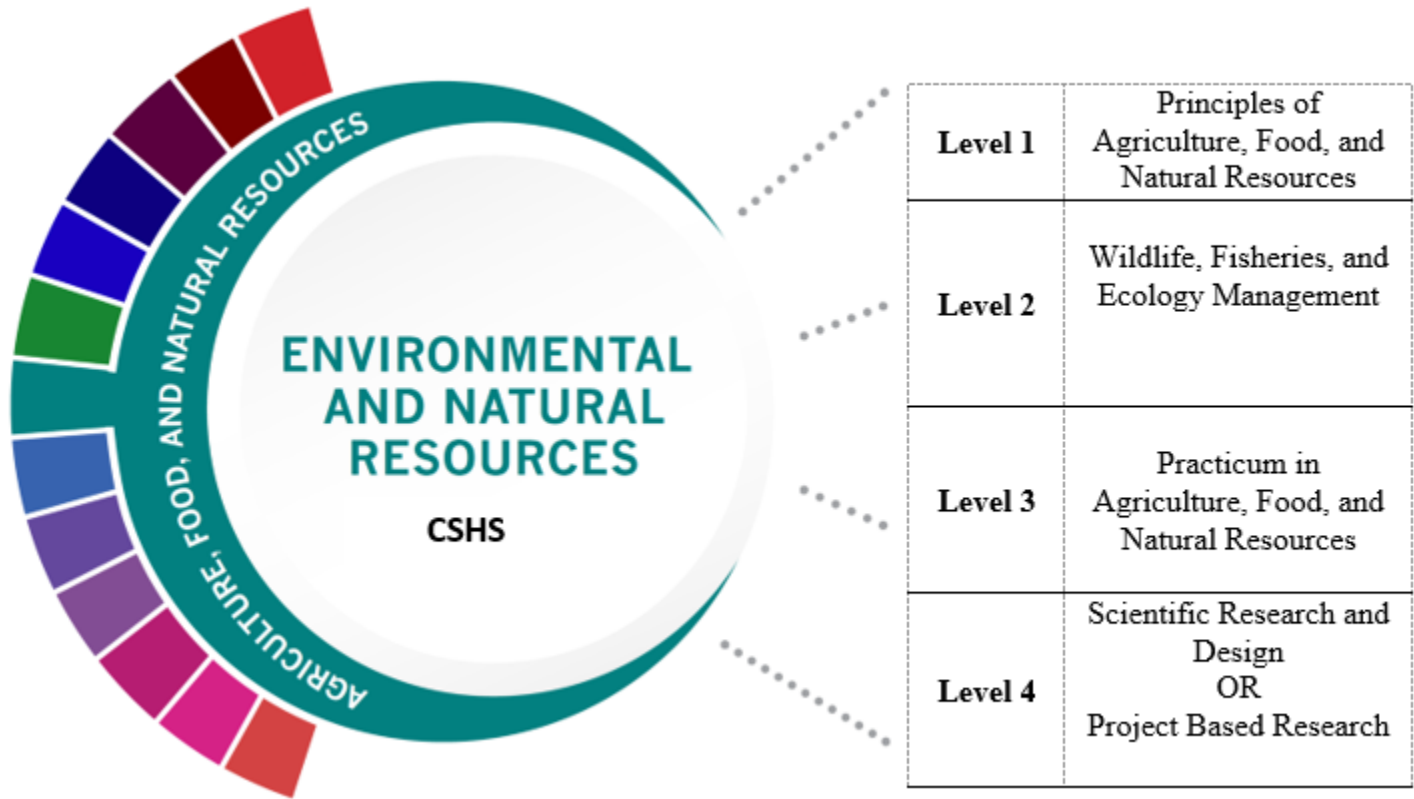 AGRICULTURE, FOOD, AND NATURAL RESOURCES
ENVIRONMENTAL
AND NATURAL
RESOURCES
CSHS
Level 1
Principles of
Agriculture, Food, and
Natural Resources
Level 2
Wildlife, Fisheries, and
Ecology Management
Level 3
Practicum in
Agriculture, Food, and
Natural Resources
Level 4
Scientific Research and
Design
OR
Project Based Research